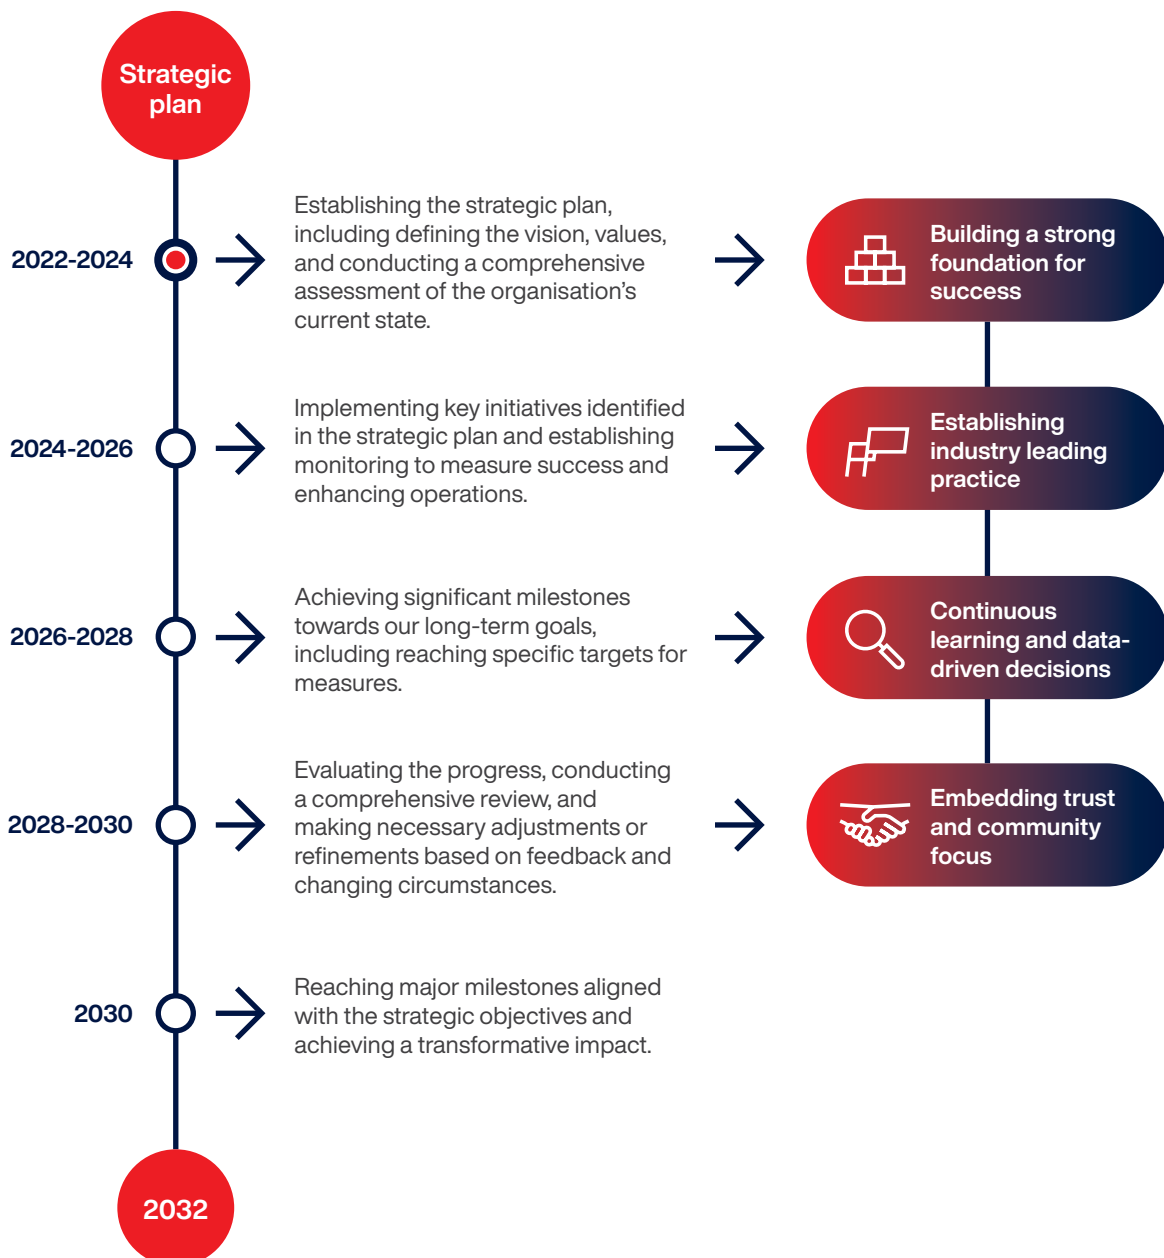 Strategic
plan
2022-2024
Establishing the strategic plan,
including defining the vision, values,
and conducting a comprehensive
assessment of the organisation’s
current state.
Building a strong
foundation for
success
2024-2026
Implementing key initiatives identified
in the strategic plan and establishing
monitoring to measure success and
enhancing operations.
Establishing
industry leading
practice
2026-2028
Achieving significant milestones
towards our long-term goals,
including reaching specific targets for
measures.
Continuous
learning and data-
driven decisions
2028-2030
Evaluating the progress, conducting
a comprehensive review, and
making necessary adjustments or
refinements based on feedback and
changing circumstances.
Embedding trust
and community
focus
2030
Reaching major milestones aligned
with the strategic objectives and
achieving a transformative impact.
2032